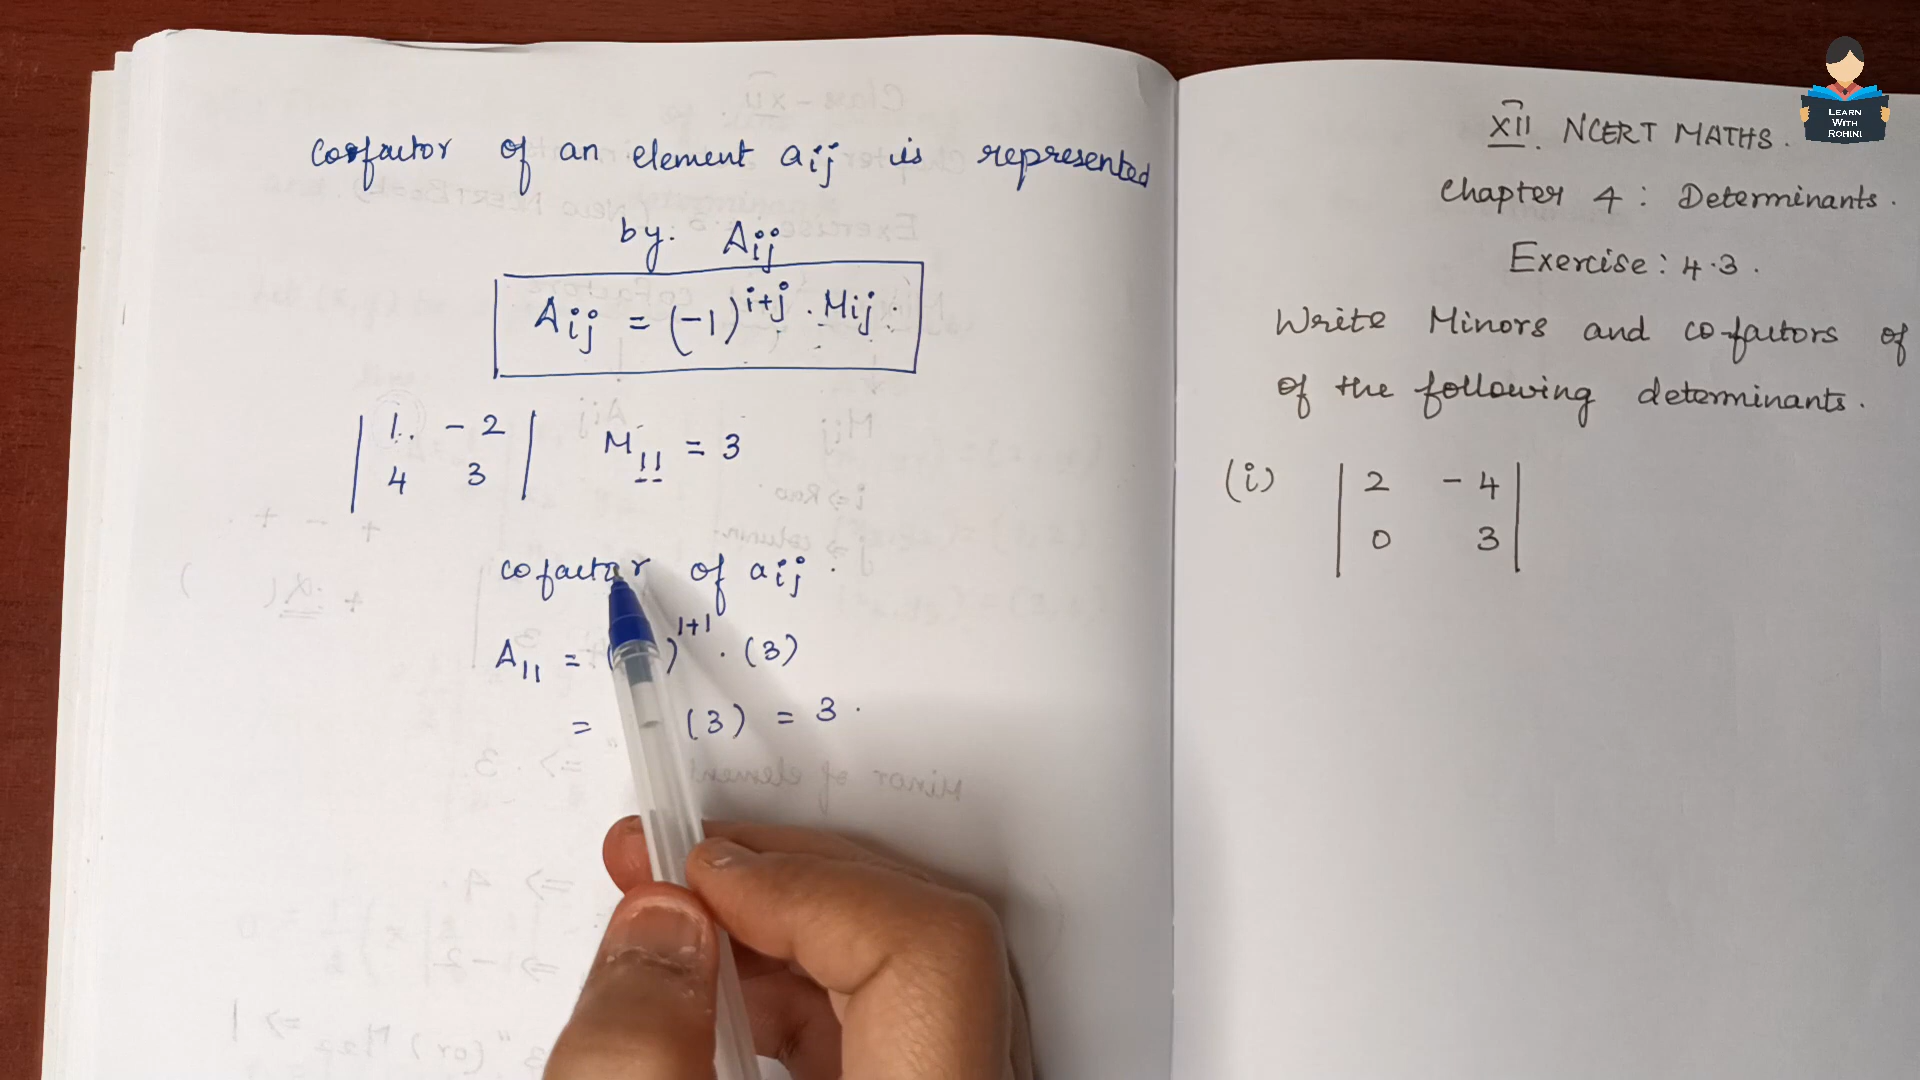 Cofactor of an element aij is represented
by: Aij
Aij = (-1)^i+j . Mij
1 -2
4 3
M11 = 3
cofactor of aij:
A11 = ( )^1+1 . (3)
= (3) = 3.
XII. NCERT MATHS.
Chapter 4: Determinants.
Exercise: 4.3.
Write Minors and cofactors of
of the following determinants.
(i) 2 -4
0 3
LEARN
WITH
ROHINI